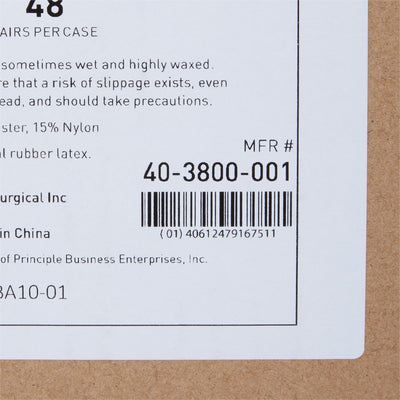 48
AIRS PER CASE
sometimes wet and highly waxed.
re that a risk of slippage exists, even
ead, and should take precautions.
ster, 15% Nylon
al rubber latex.
MFR #
40-3800-001
(01) 40612479167511
urgical Inc
in China
of Principle Business Enterprises, Inc.
BA10-01